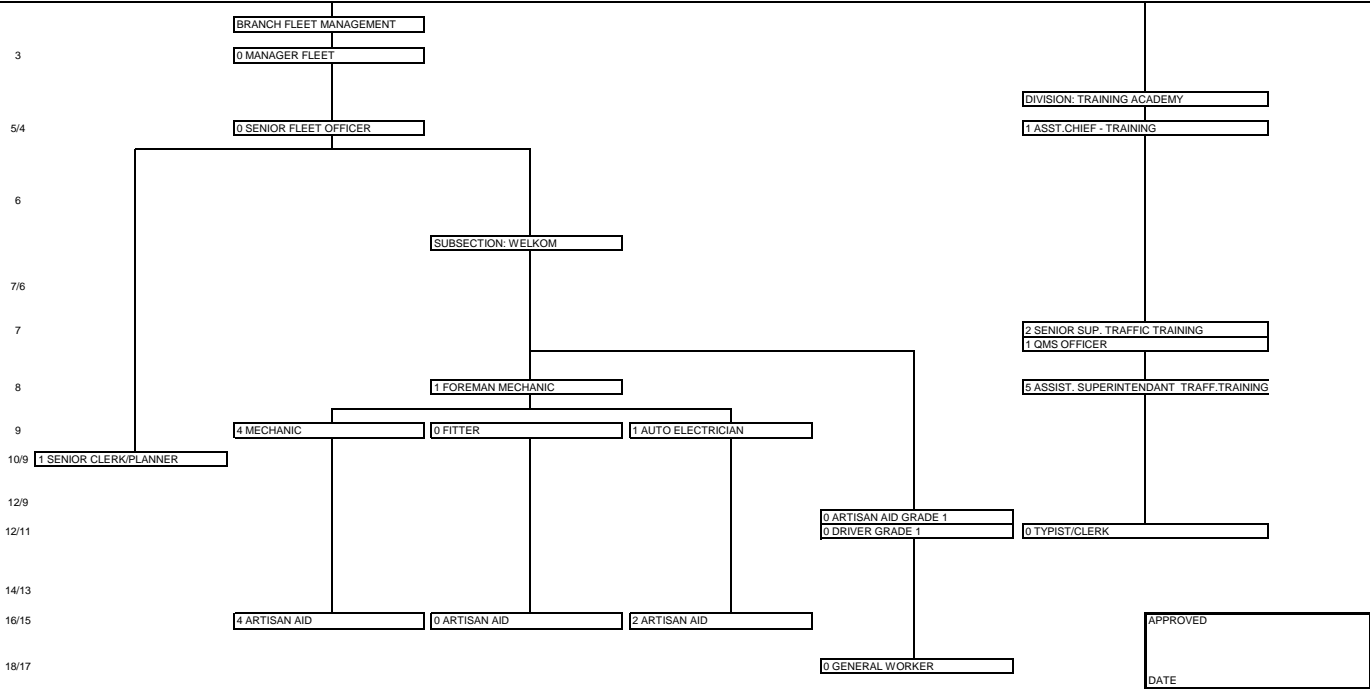 BRANCH FLEET MANAGEMENT
3
0 MANAGER FLEET
DIVISION: TRAINING ACADEMY
5/4
0 SENIOR FLEET OFFICER
1 ASST.CHIEF - TRAINING
6
SUBSECTION: WELKOM
7/6
7
2 SENIOR SUP. TRAFFIC TRAINING
1 QMS OFFICER
8
1 FOREMAN MECHANIC
5 ASSIST. SUPERINTENDANT TRAFF.TRAINING
9
4 MECHANIC
0 FITTER
1 AUTO ELECTRICIAN
10/9
1 SENIOR CLERK/PLANNER
12/9
0 ARTISAN AID GRADE 1
12/11
0 DRIVER GRADE 1
0 TYPIST/CLERK
14/13
16/15
4 ARTISAN AID
0 ARTISAN AID
2 ARTISAN AID
APPROVED
18/17
0 GENERAL WORKER
DATE